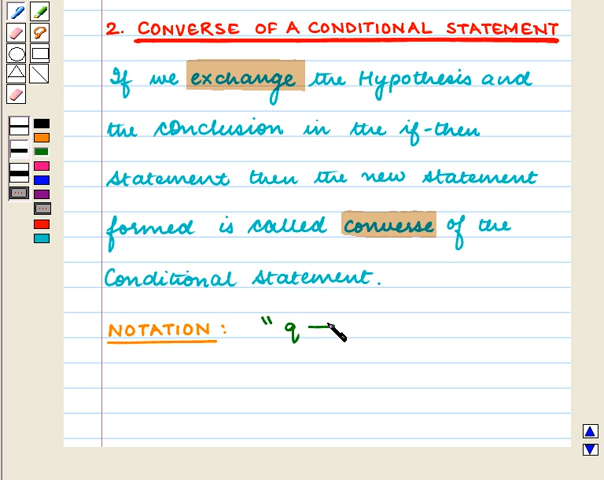 2. CONVERSE OF A CONDITIONAL STATEMENT
If we exchange the Hypothesis and
the conclusion in the if-then
statement then the new statement
formed is called converse of the
Conditional Statement.
NOTATION : " q —